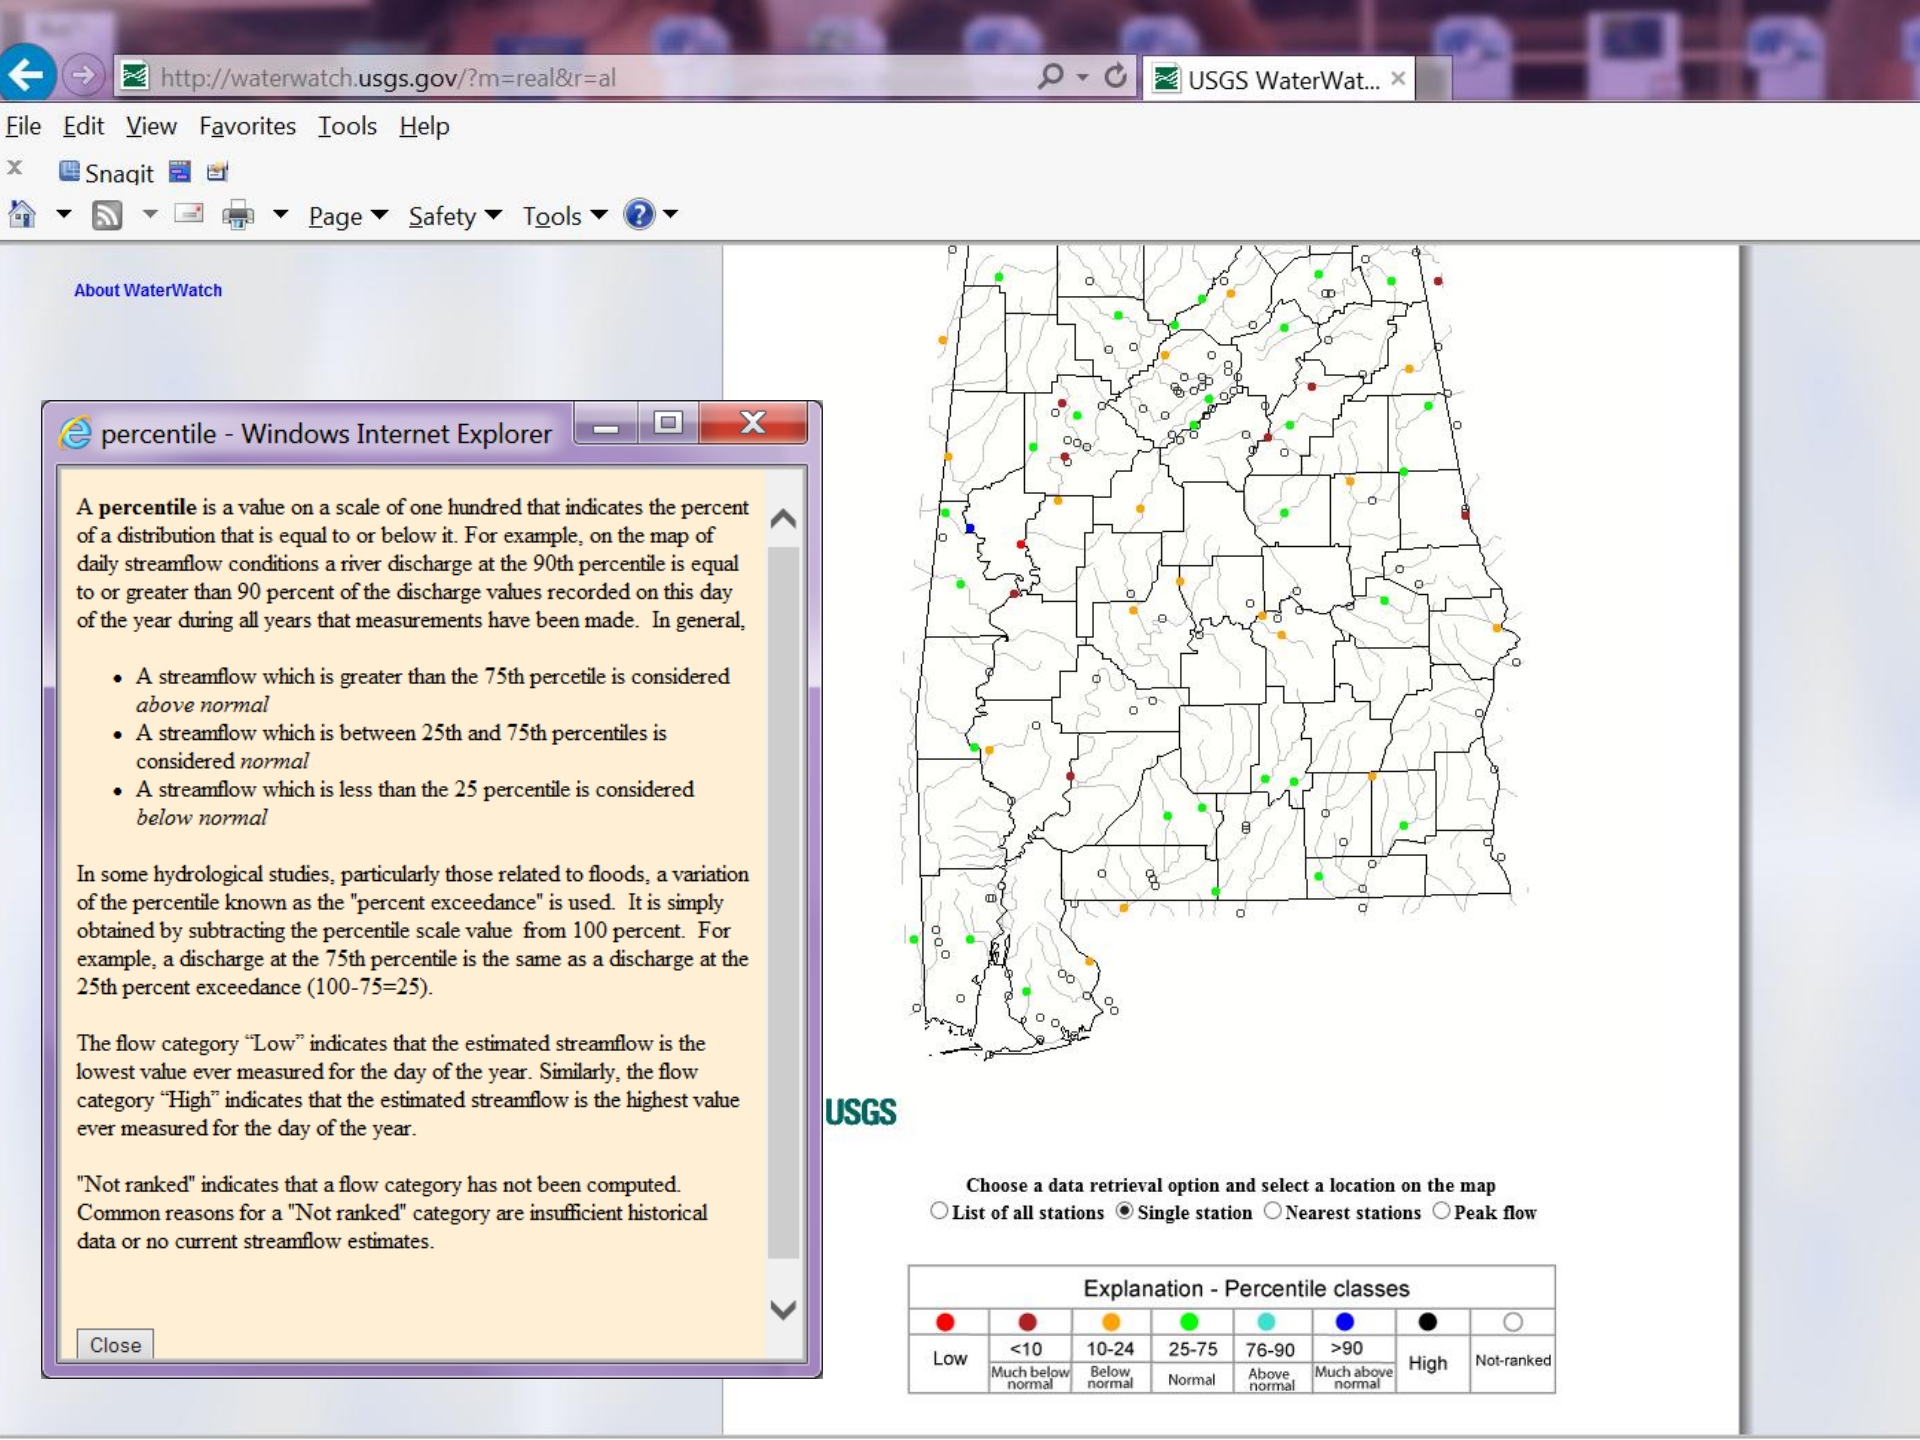 http://waterwatch.usgs.gov/?m=real&r=al
USGS WaterWat...
File Edit View Favorites Tools Help
x Snagit
Page Safety Tools
About WaterWatch
percentile - Windows Internet Explorer
A percentile is a value on a scale of one hundred that indicates the percent
of a distribution that is equal to or below it. For example, on the map of
daily streamflow conditions a river discharge at the 90th percentile is equal
to or greater than 90 percent of the discharge values recorded on this day
of the year during all years that measurements have been made. In general,
• A streamflow which is greater than the 75th percetile is considered
above normal
• A streamflow which is between 25th and 75th percentiles is
considered normal
• A streamflow which is less than the 25 percentile is considered
below normal
In some hydrological studies, particularly those related to floods, a variation
of the percentile known as the "percent exceedance" is used. It is simply
obtained by subtracting the percentile scale value from 100 percent. For
example, a discharge at the 75th percentile is the same as a discharge at the
25th percent exceedance (100-75=25).
The flow category “Low” indicates that the estimated streamflow is the
lowest value ever measured for the day of the year. Similarly, the flow
category “High” indicates that the estimated streamflow is the highest value
ever measured for the day of the year.
"Not ranked" indicates that a flow category has not been computed.
Common reasons for a "Not ranked" category are insufficient historical
data or no current streamflow estimates.
Close
USGS
Choose a data retrieval option and select a location on the map
List of all stations Single station Nearest stations Peak flow
Explanation - Percentile classes
Low <10 10-24 25-75 76-90 >90 High Not-ranked
Much below normal Below normal Normal Above normal Much above normal